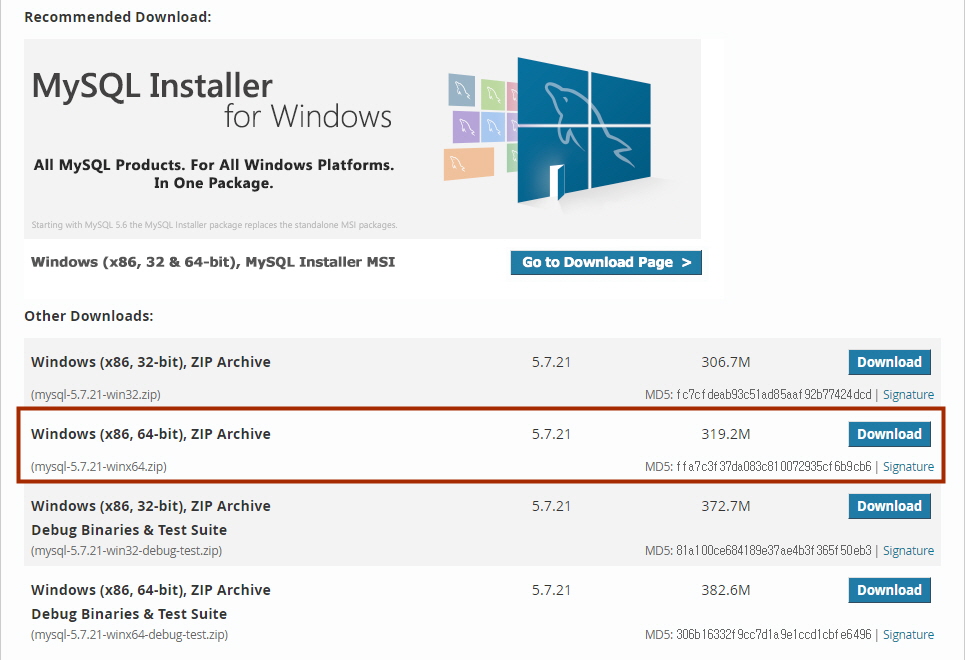 Recommended Download:
MySQL Installer
for Windows
All MySQL Products. For All Windows Platforms.
In One Package.
Starting with MySQL 5.6 the MySQL Installer package replaces the standalone MSI packages.
Windows (x86, 32 & 64-bit), MySQL Installer MSI
Go to Download Page >
Other Downloads:
Windows (x86, 32-bit), ZIP Archive 5.7.21 306.7M Download
(mysql-5.7.21-win32.zip) MD5: fc7cfdeab93c51ad85aaf92b77424dcd | Signature
Windows (x86, 64-bit), ZIP Archive 5.7.21 319.2M Download
(mysql-5.7.21-winx64.zip) MD5: ffa7c3f37da083c810072935cf6b9cb6 | Signature
Windows (x86, 32-bit), ZIP Archive 5.7.21 372.7M Download
Debug Binaries & Test Suite
(mysql-5.7.21-win32-debug-test.zip) MD5: 81a100ce684189e37ae4b3f365f50eb3 | Signature
Windows (x86, 64-bit), ZIP Archive 5.7.21 382.6M Download
Debug Binaries & Test Suite
(mysql-5.7.21-winx64-debug-test.zip) MD5: 306b16332f9cc7d1a9e1ccd1cbfe6496 | Signature